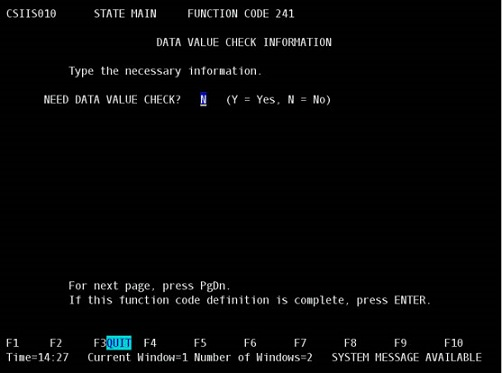 CSIIS010 STATE MAIN FUNCTION CODE 241
DATA VALUE CHECK INFORMATION
Type the necessary information.
NEED DATA VALUE CHECK? N (Y = Yes, N = No)
For next page, press PgDn.
If this function code definition is complete, press ENTER.
F1 F2 F3QUIT F4 F5 F6 F7 F8 F9 F10
Time=14:27 Current Window=1 Number of Windows=2 SYSTEM MESSAGE AVAILABLE